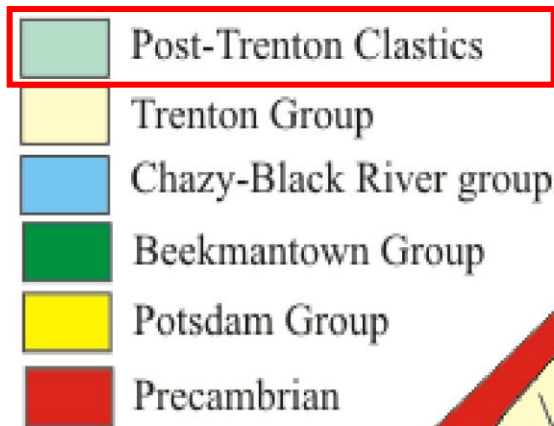 Post-Trenton Clastics
Trenton Group
Chazy-Black River group
Beekmantown Group
Potsdam Group
Precambrian